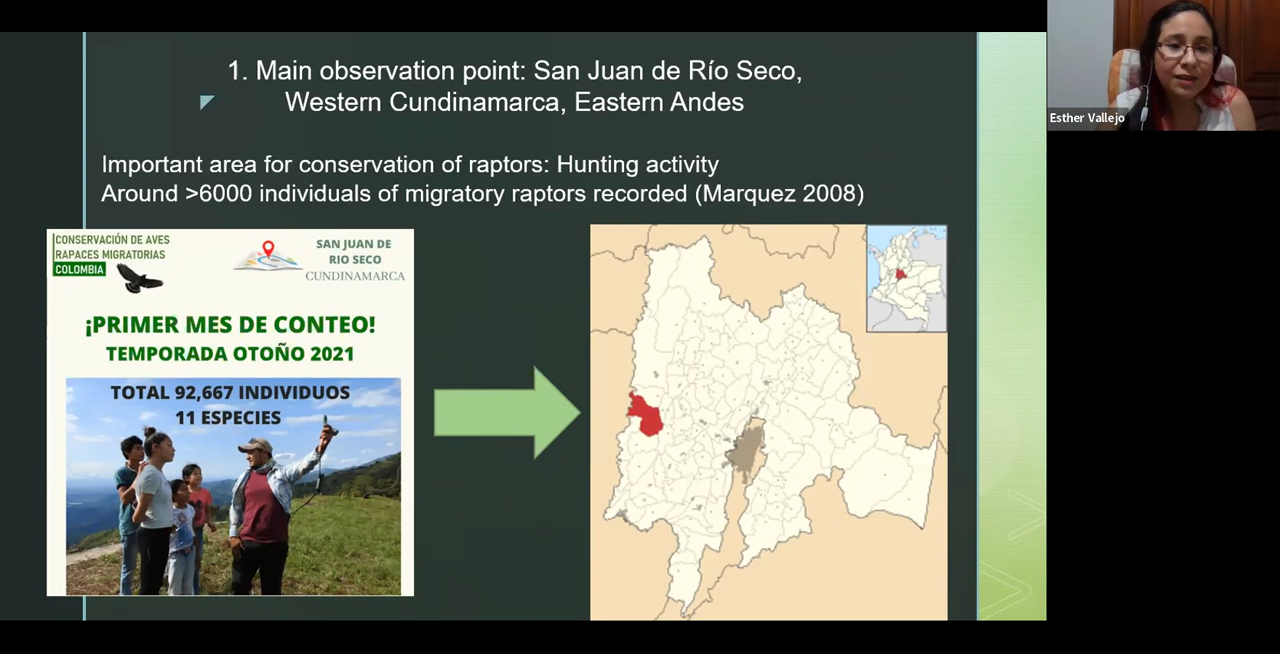 1. Main observation point: San Juan de Río Seco,
Western Cundinamarca, Eastern Andes
Important area for conservation of raptors: Hunting activity
Around >6000 individuals of migratory raptors recorded (Marquez 2008)
CONSERVACIÓN DE AVES
RAPACES MIGRATORIAS
COLOMBIA
SAN JUAN DE
RIO SECO
CUNDINAMARCA
¡PRIMER MES DE CONTEO!
TEMPORADA OTOÑO 2021
TOTAL 92,667 INDIVIDUOS
11 ESPECIES
Esther Vallejo